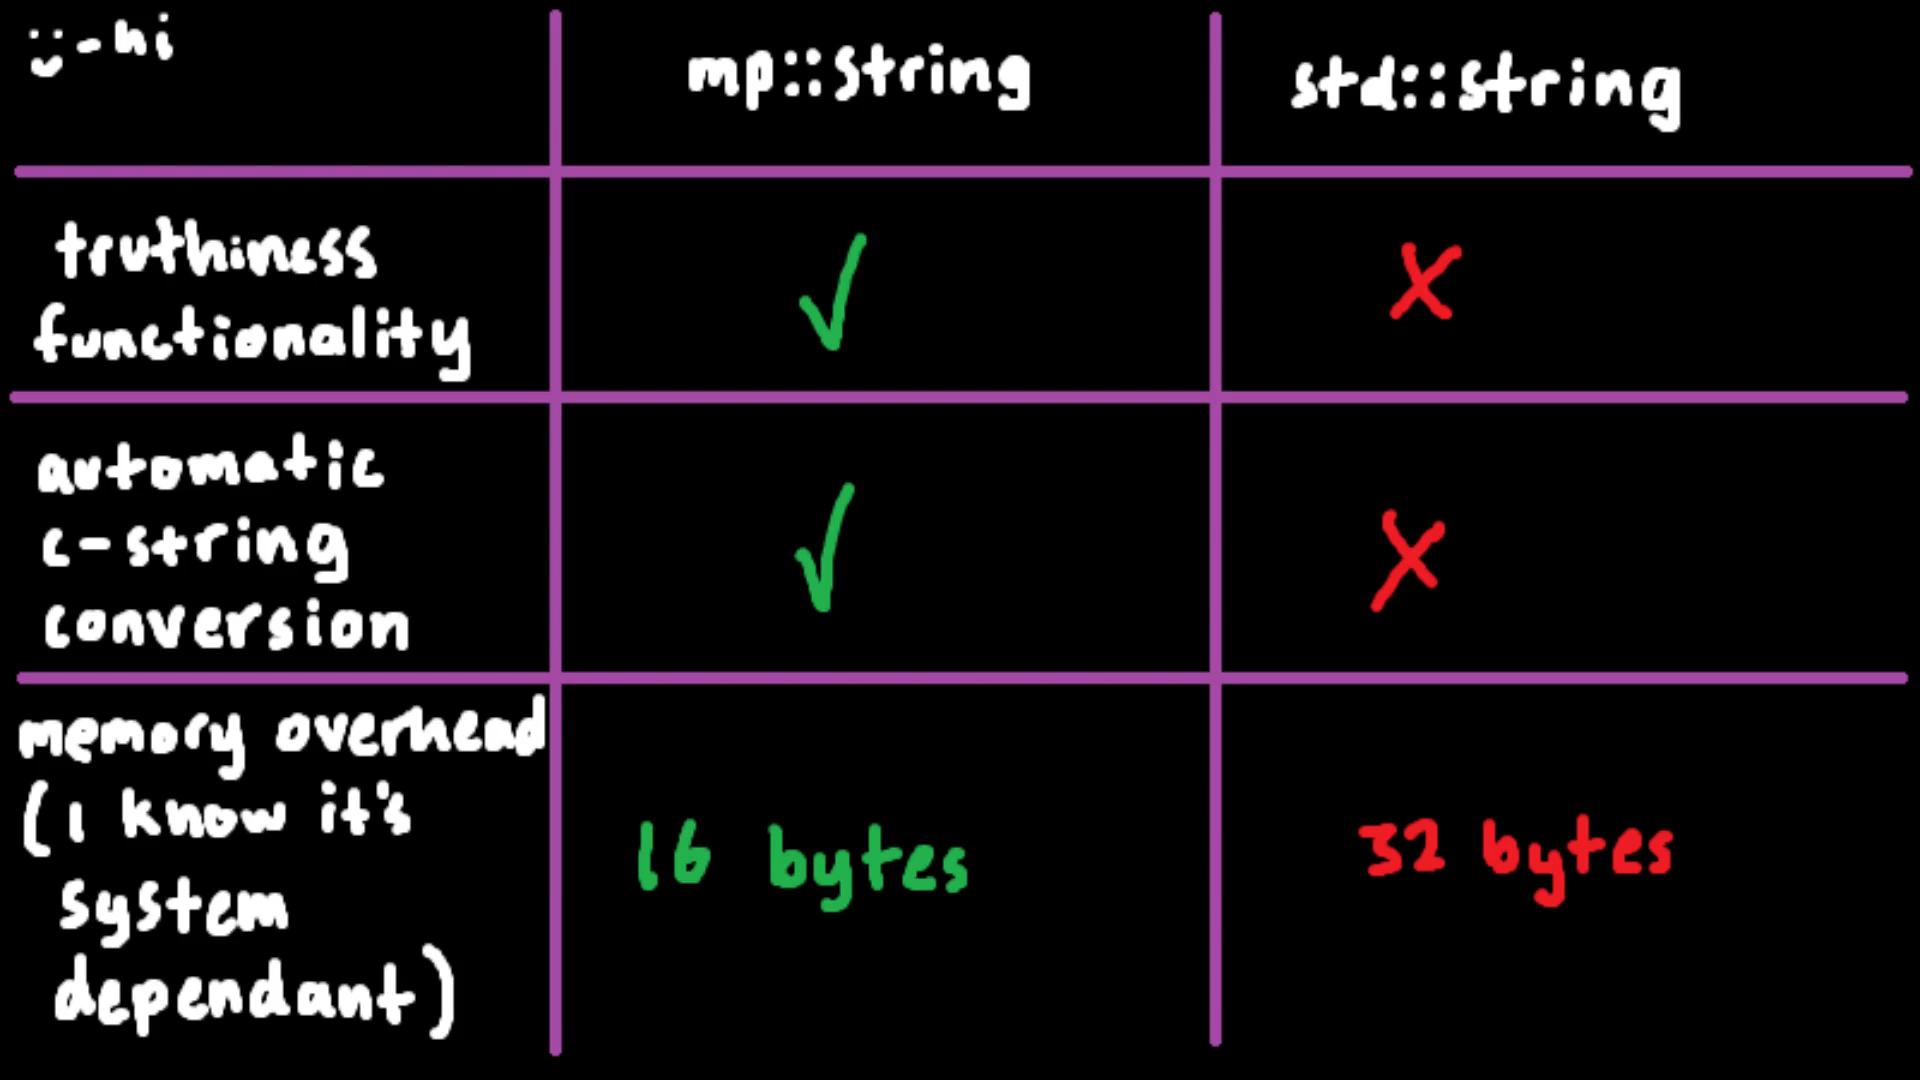 -hi
mp::string
std::string
truthiness
functionality
automatic
c-string
conversion
memory overhead
(I know it's
system
dependant)
16 bytes
32 bytes